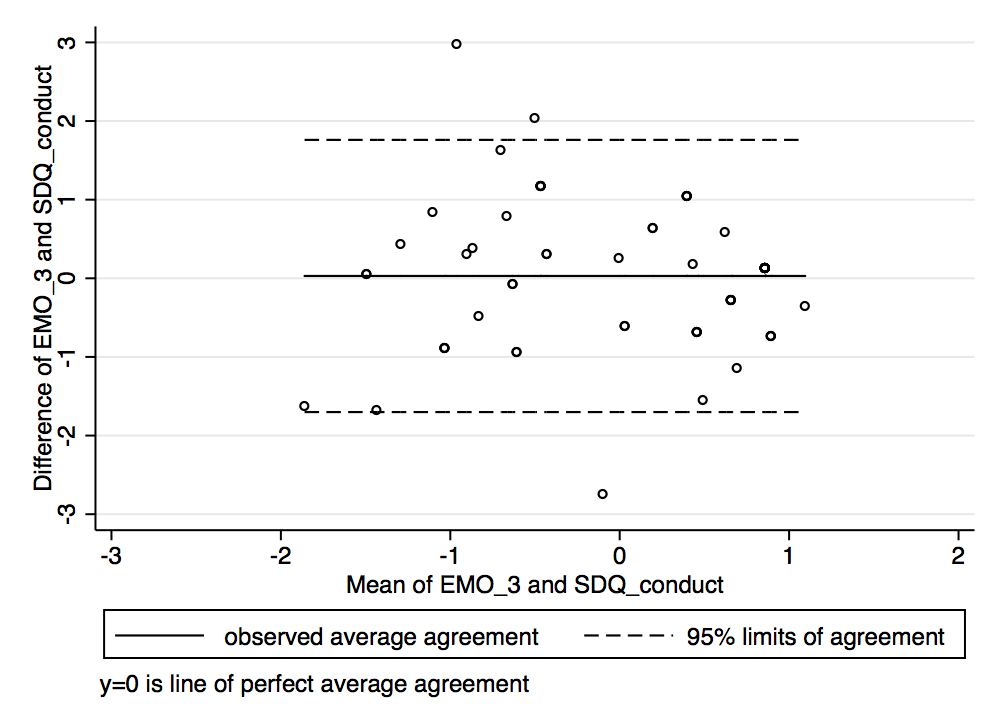 Difference of EMO_3 and SDQ_conduct
3
2
1
0
-1
-2
-3
-3 -2 -1 0 1 2
Mean of EMO_3 and SDQ_conduct
observed average agreement 95% limits of agreement
y=0 is line of perfect average agreement